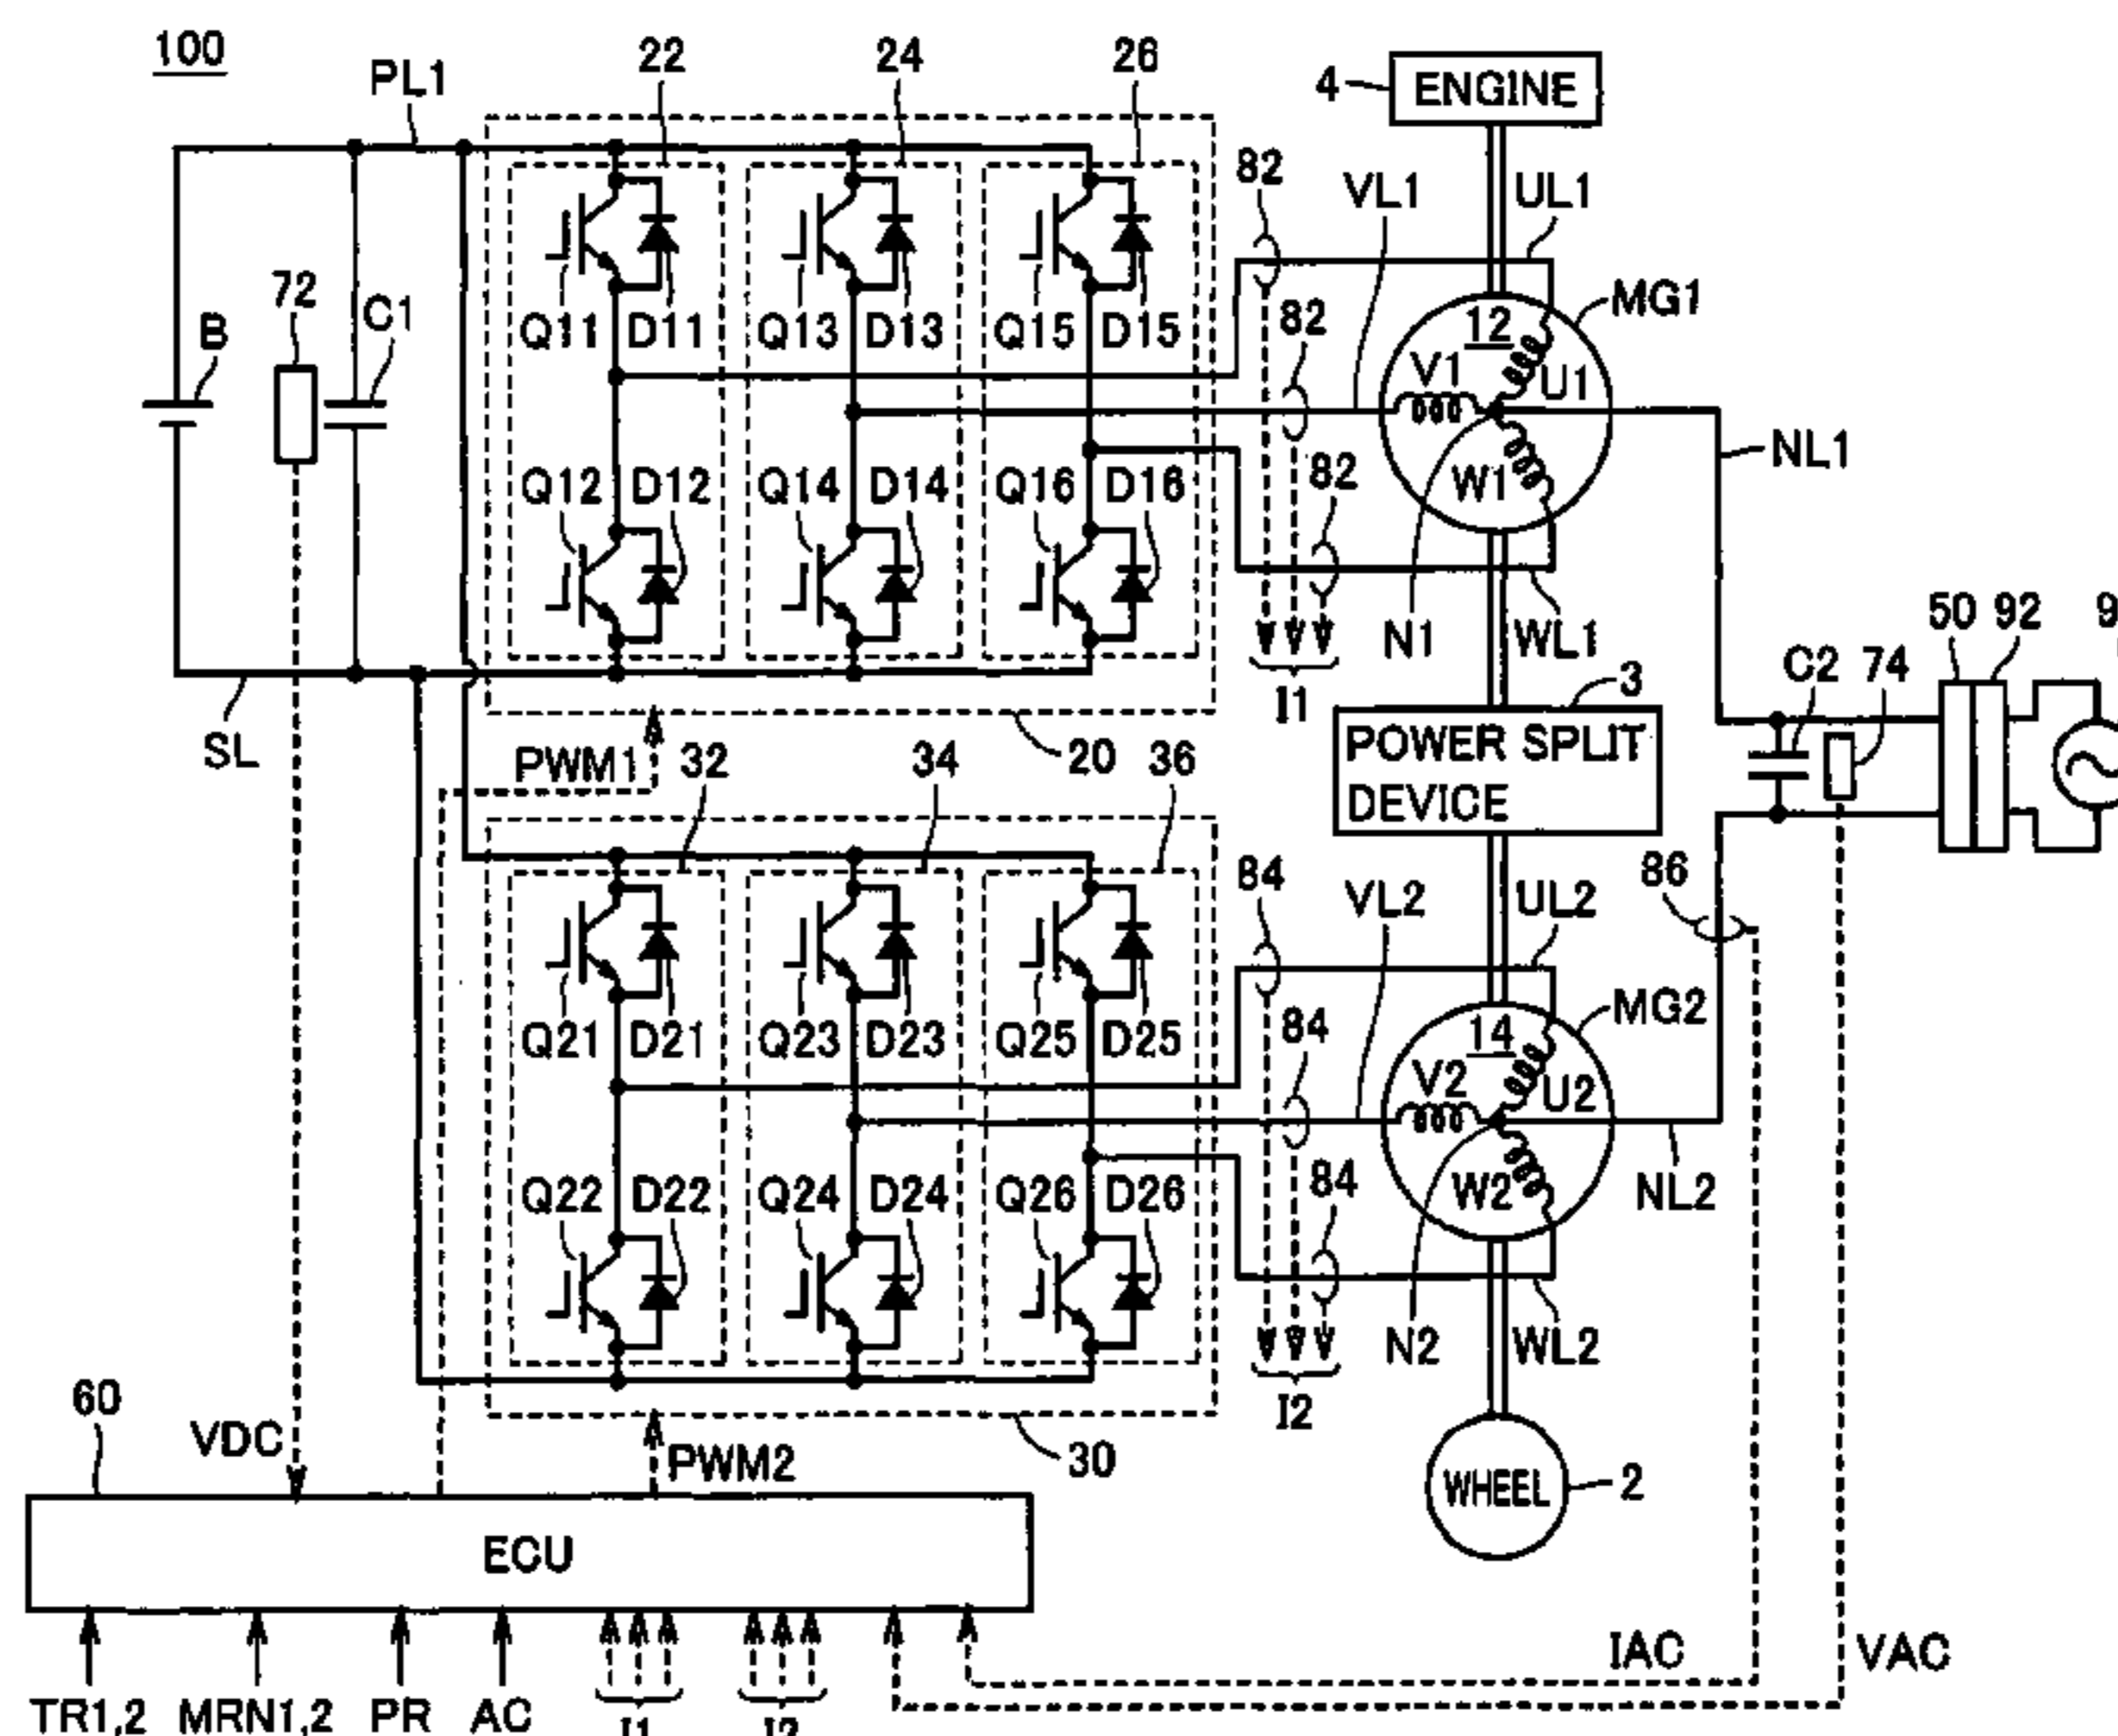 100
PL1
22
24
26
4
ENGINE
82
VL1
UL1
72
C1
B
Q11
D11
Q13
D13
Q15
D15
82
12
MG1
V1
U1
NL1
Q12
D12
Q14
D14
Q16
D16
82
W1
50
92
N1
WL1
C2
74
I1
3
SL
PWM1
32
20
34
36
POWER SPLIT
DEVICE
84
VL2
UL2
86
Q21
D21
Q23
D23
Q25
D25
84
14
MG2
V2
U2
Q22
D22
Q24
D24
Q26
D26
84
W2
NL2
N2
WL2
60
VDC
PWM2
30
I2
WHEEL
2
ECU
IAC
VAC
TR1,2
MRN1,2
PR
AC
I1
I2